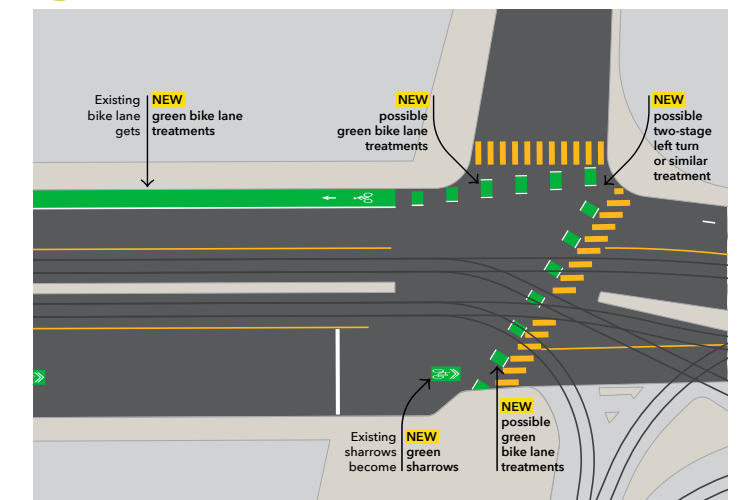 Existing
bike lane
gets
NEW
green bike lane
treatments
NEW
possible
green bike lane
treatments
NEW
possible
two-stage
left turn
or similar
treatment
Existing
sharrows
become
NEW
green
sharrows
NEW
possible
green
bike lane
treatments